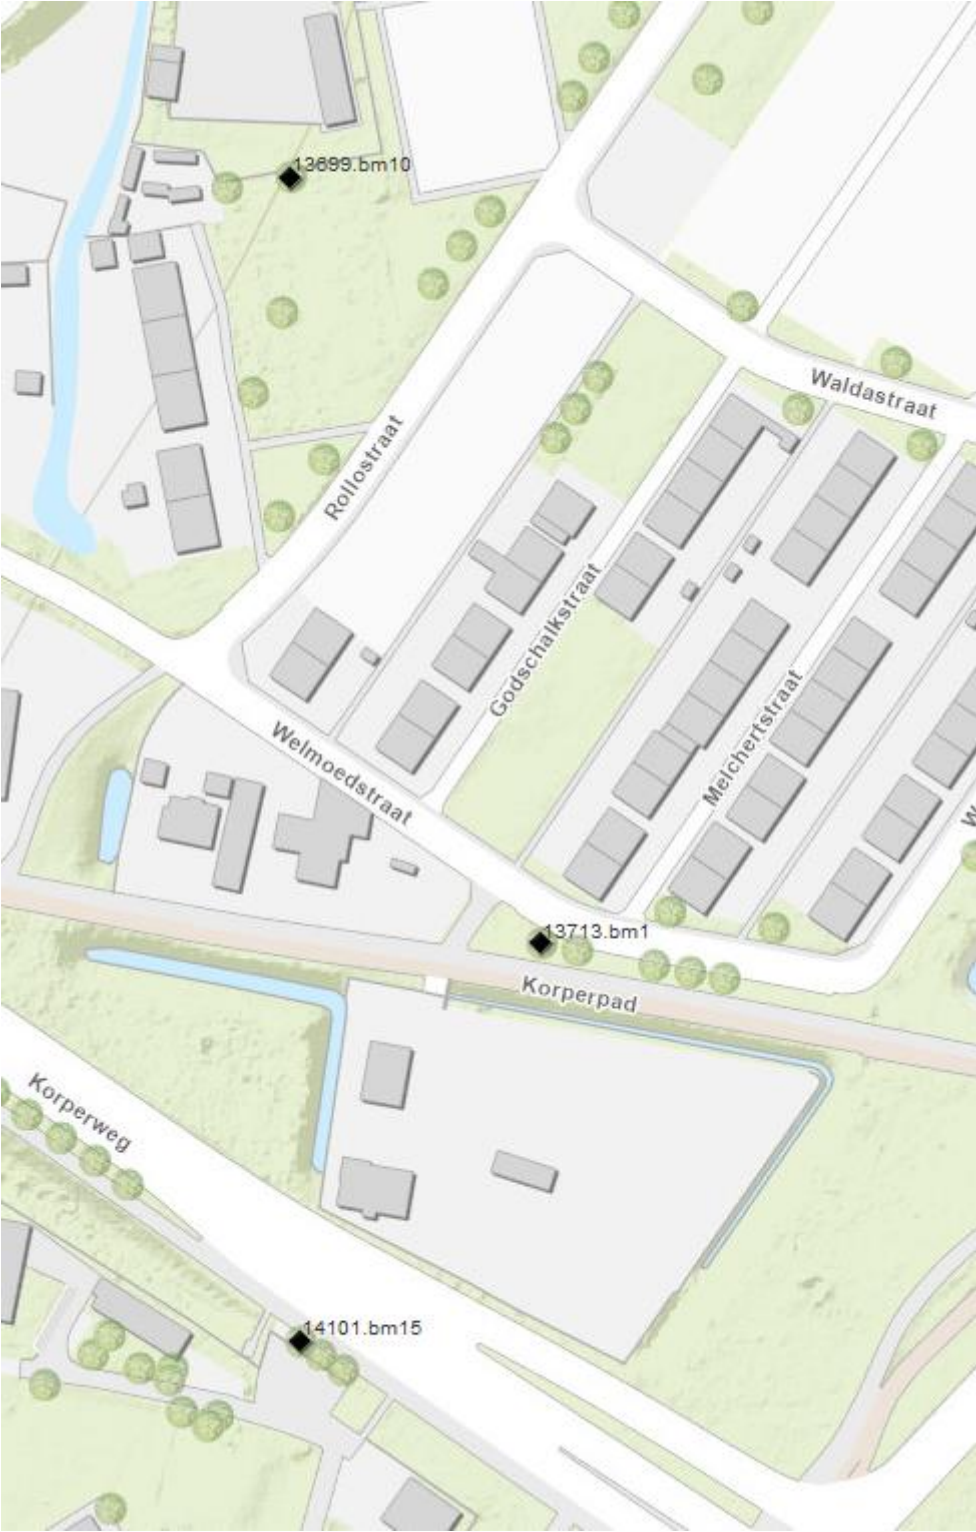 13699.bm10
Waldastraat
Rollostraat
Godschalkstraat
Melchertstraat
Welmoedstraat
W
13713.bm1
Korperpad
Korperweg
14101.bm15